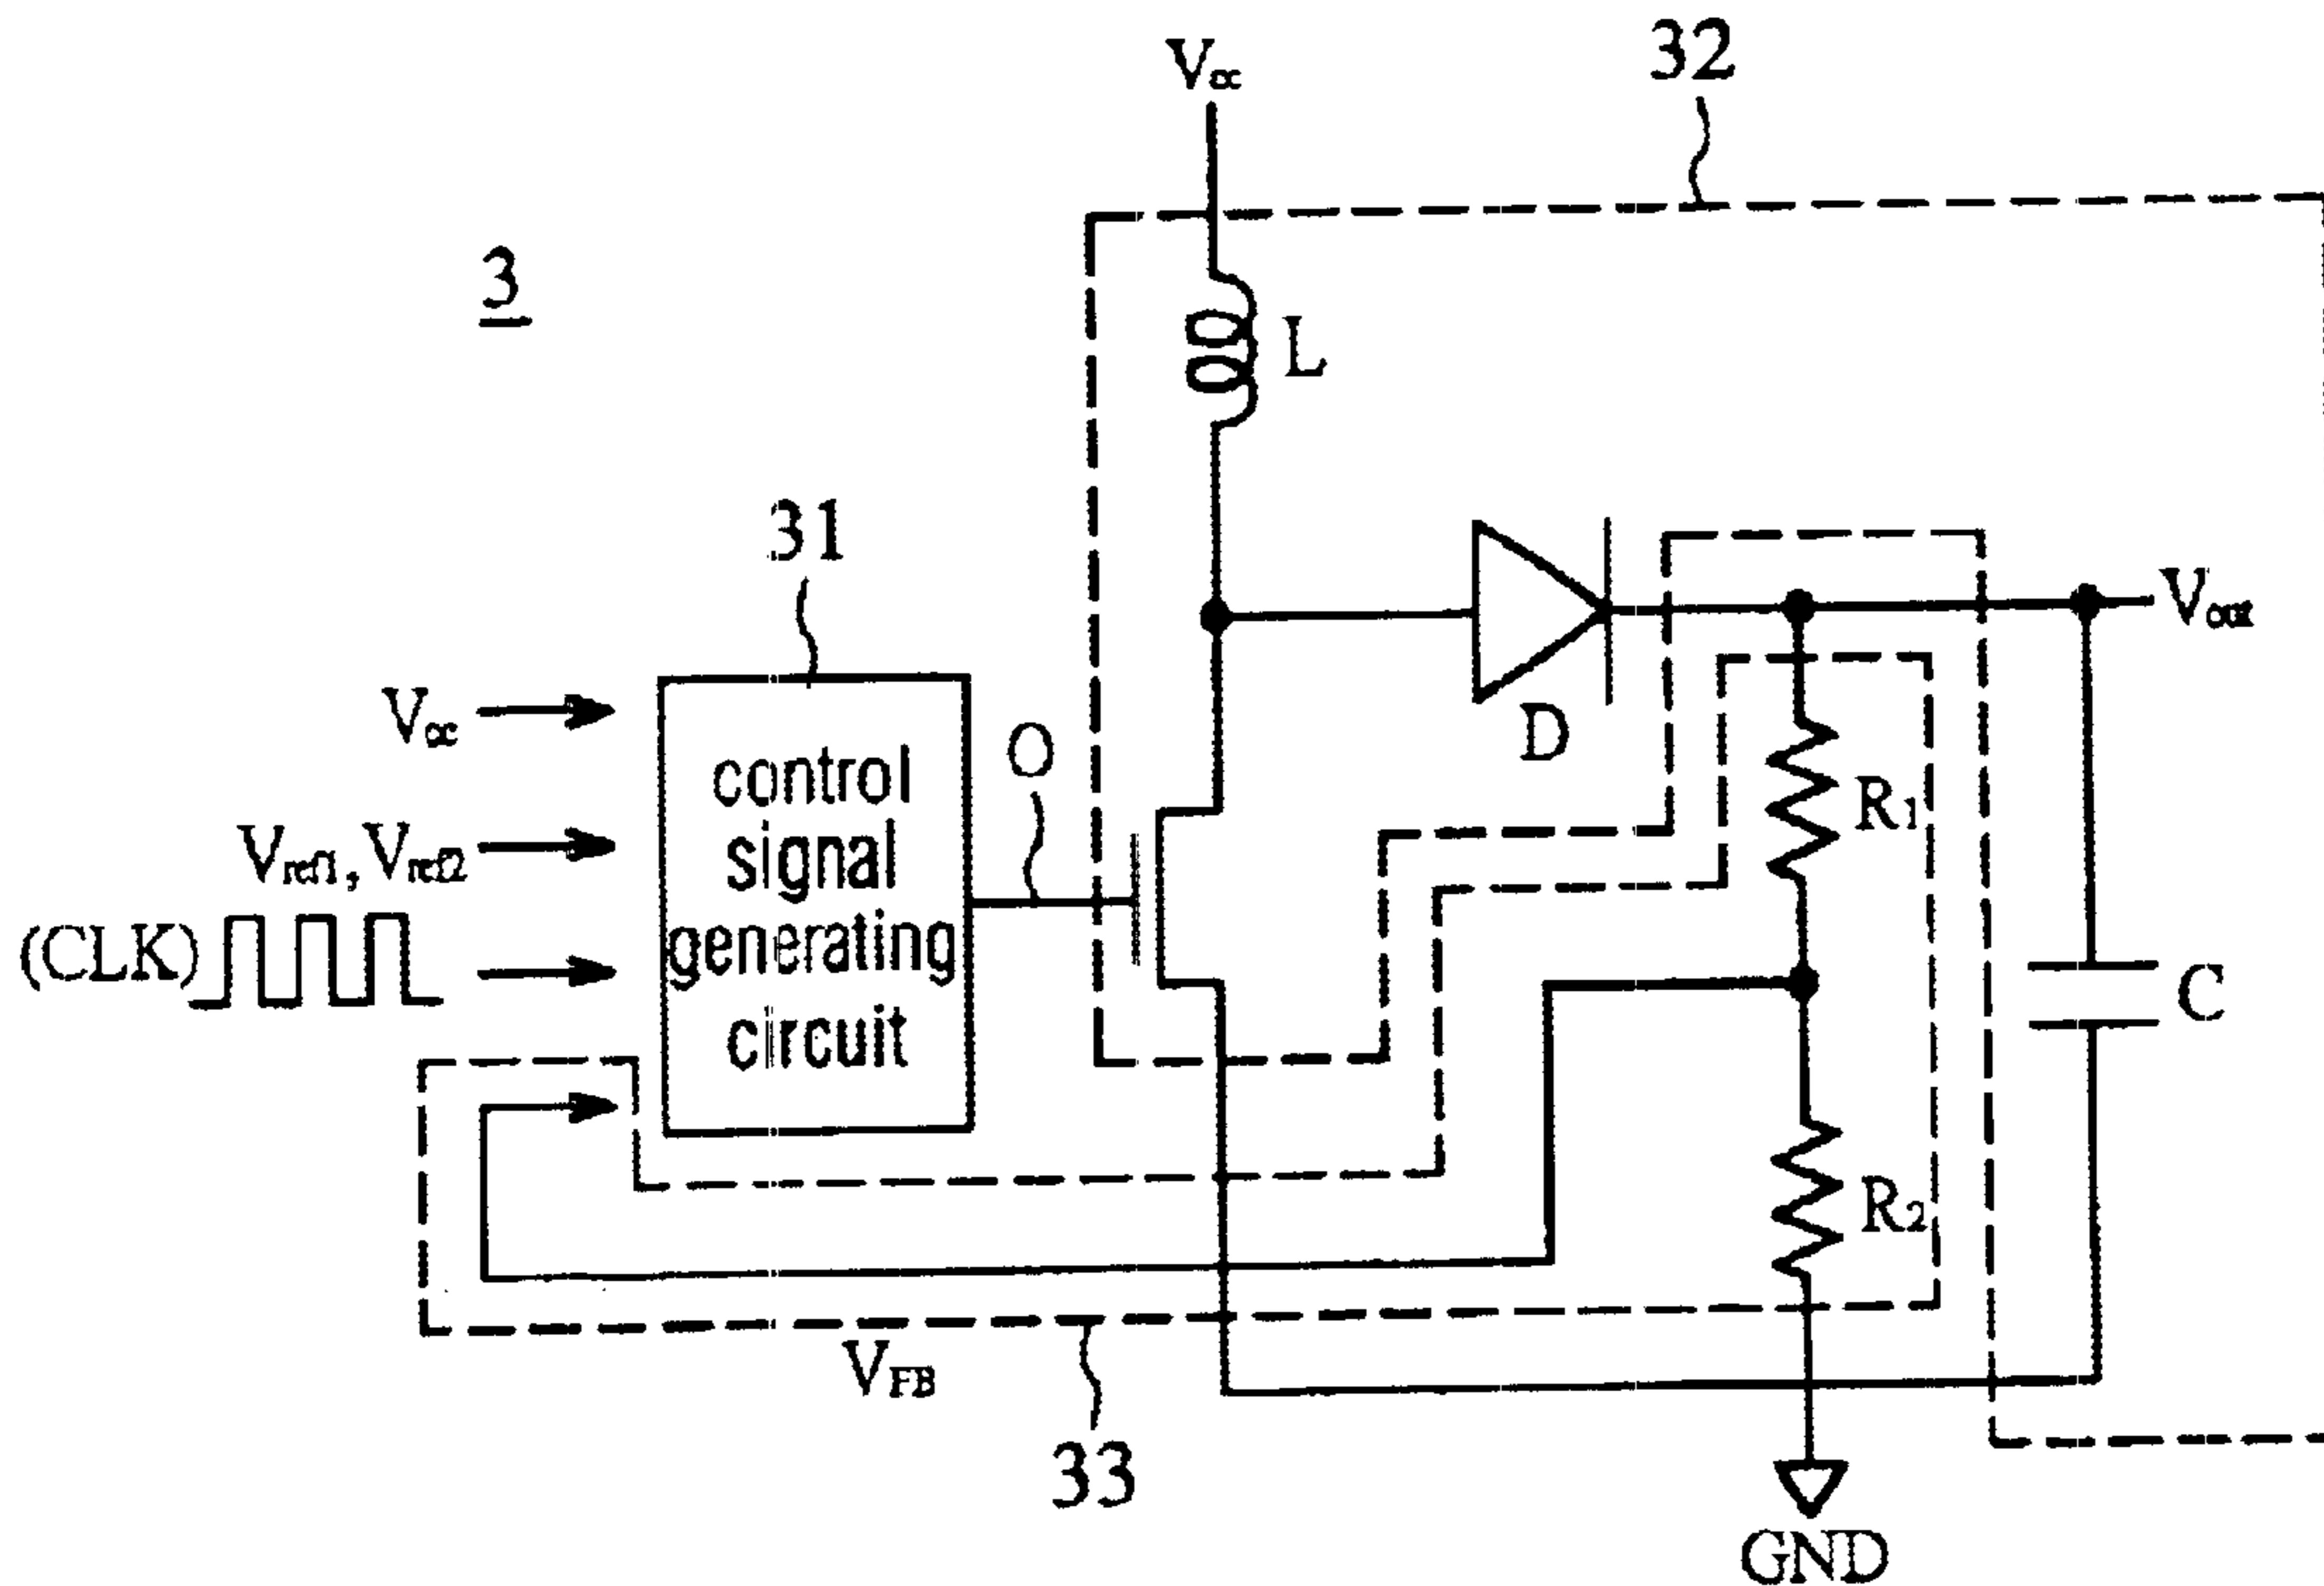 32
Vcc
3
L
31
Vout
Vcc
D
O
R1
control
signal
generating
circuit
Vref1, Vref2
(CLK)
C
R2
VFB
33
GND